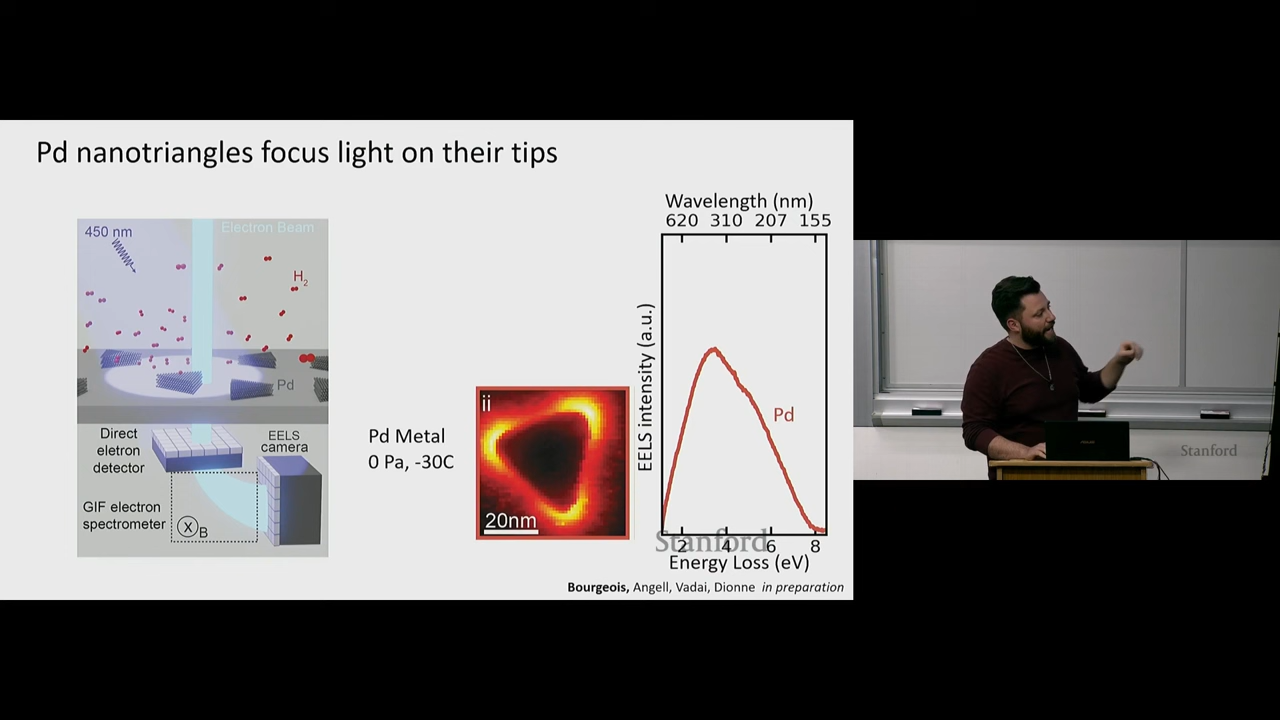 Pd nanotriangles focus light on their tips
450 nm
Electron Beam
H2
Pd
Direct
eletron
detector
EELS
camera
GIF electron
spectrometer
X B
Pd Metal
0 Pa, -30C
ii
20nm
Wavelength (nm)
620 310 207 155
EELS intensity (a.u.)
Pd
2 4 6 8
Energy Loss (eV)
Stanford
Bourgeois, Angell, Vadai, Dionne in preparation
Stanford